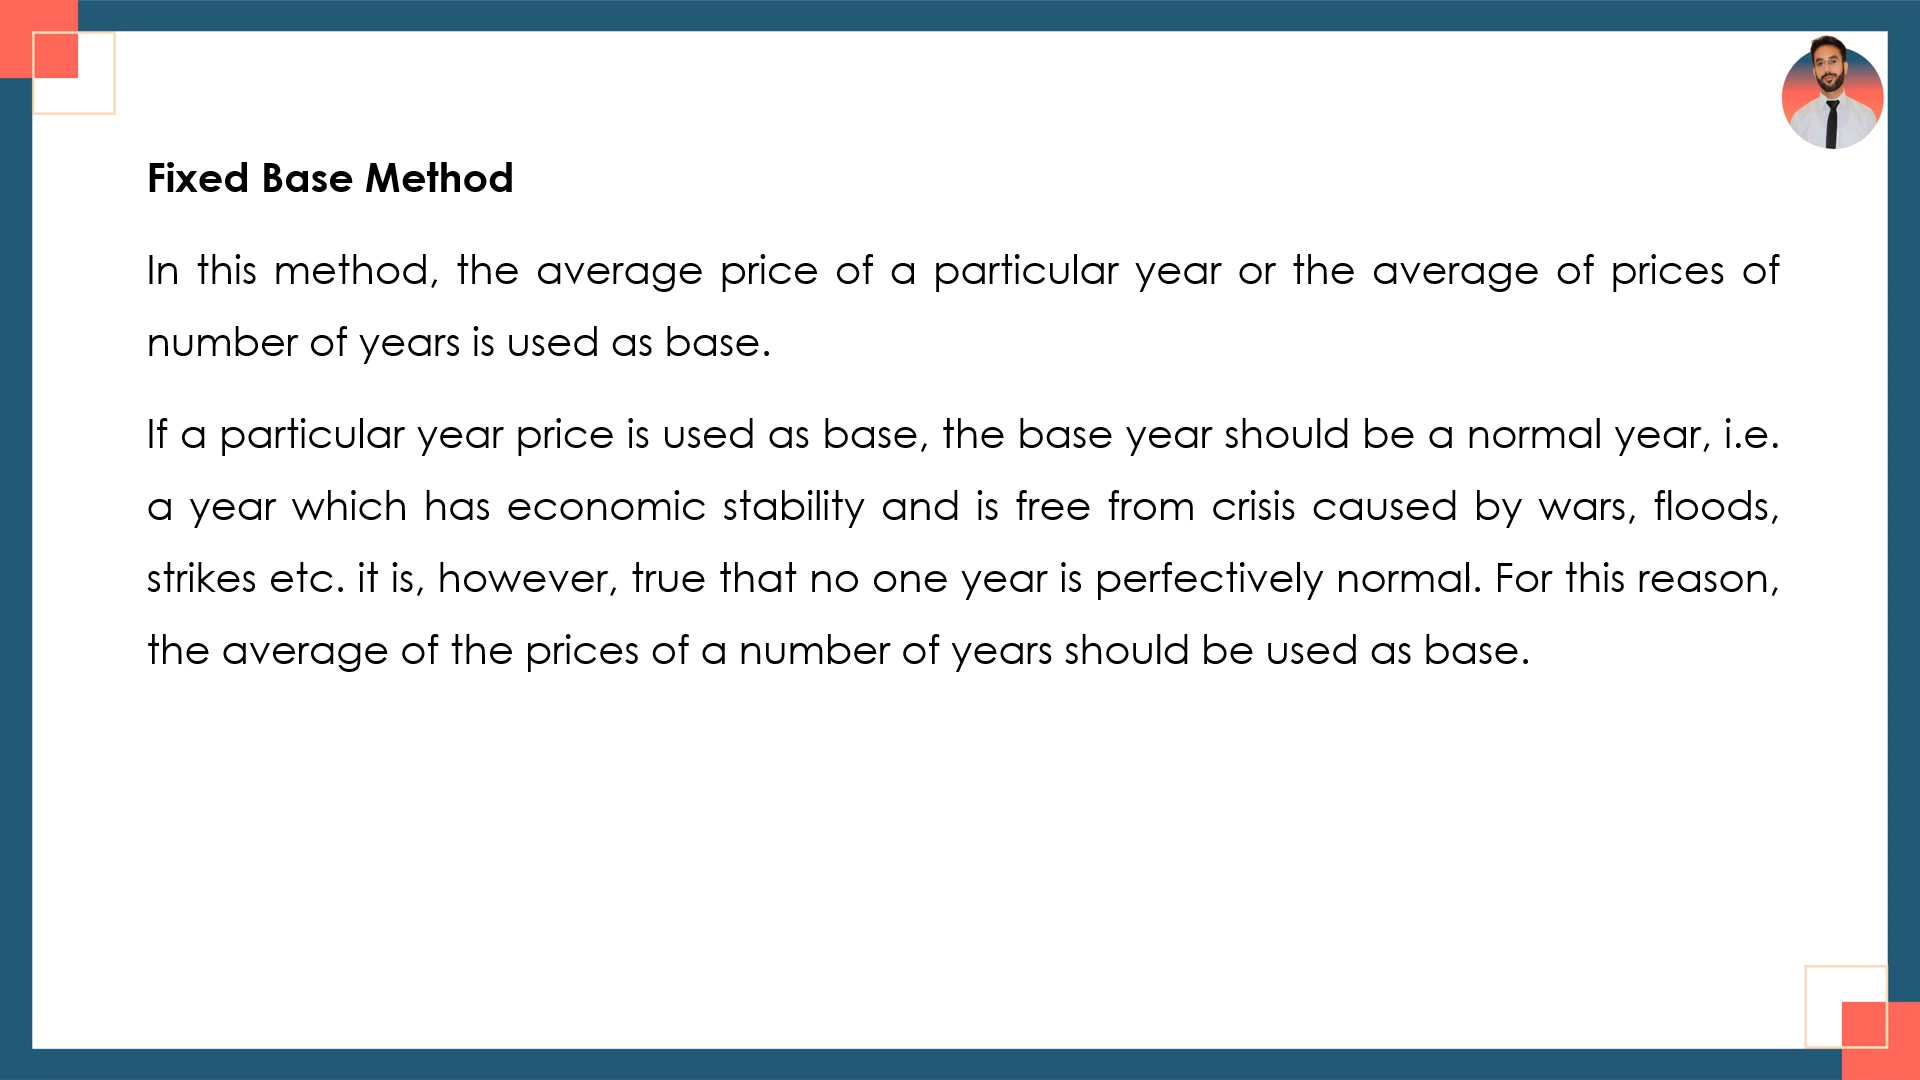 Fixed Base Method
In this method, the average price of a particular year or the average of prices of
number of years is used as base.
If a particular year price is used as base, the base year should be a normal year, i.e.
a year which has economic stability and is free from crisis caused by wars, floods,
strikes etc. it is, however, true that no one year is perfectively normal. For this reason,
the average of the prices of a number of years should be used as base.